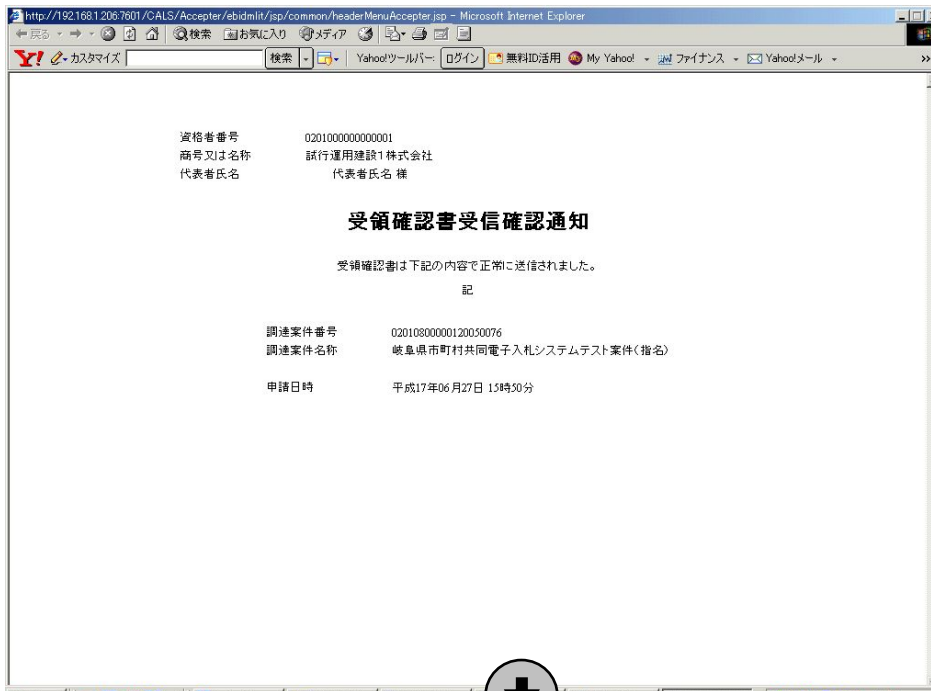 http://192.168.1.206:7601/CALS/Accepter/ebidmlit/jsp/common/headerMenuAccepter.jsp - Microsoft Internet Explorer
戻る 検索 お気に入り メディア
Y! カスタマイズ 検索 Yahoo!ツールバー: ログイン 無料ID活用 My Yahoo! ファイナンス Yahoo!メール »
資格者番号 0201000000000001
商号又は名称 試行運用建設1株式会社
代表者氏名 代表者氏名 様
受領確認書受信確認通知
受領確認書は下記の内容で正常に送信されました。
記
調達案件番号 02010800000120050076
調達案件名称 岐阜県市町村共同電子入札システムテスト案件(指名)
申請日時 平成17年06月27日 15時50分